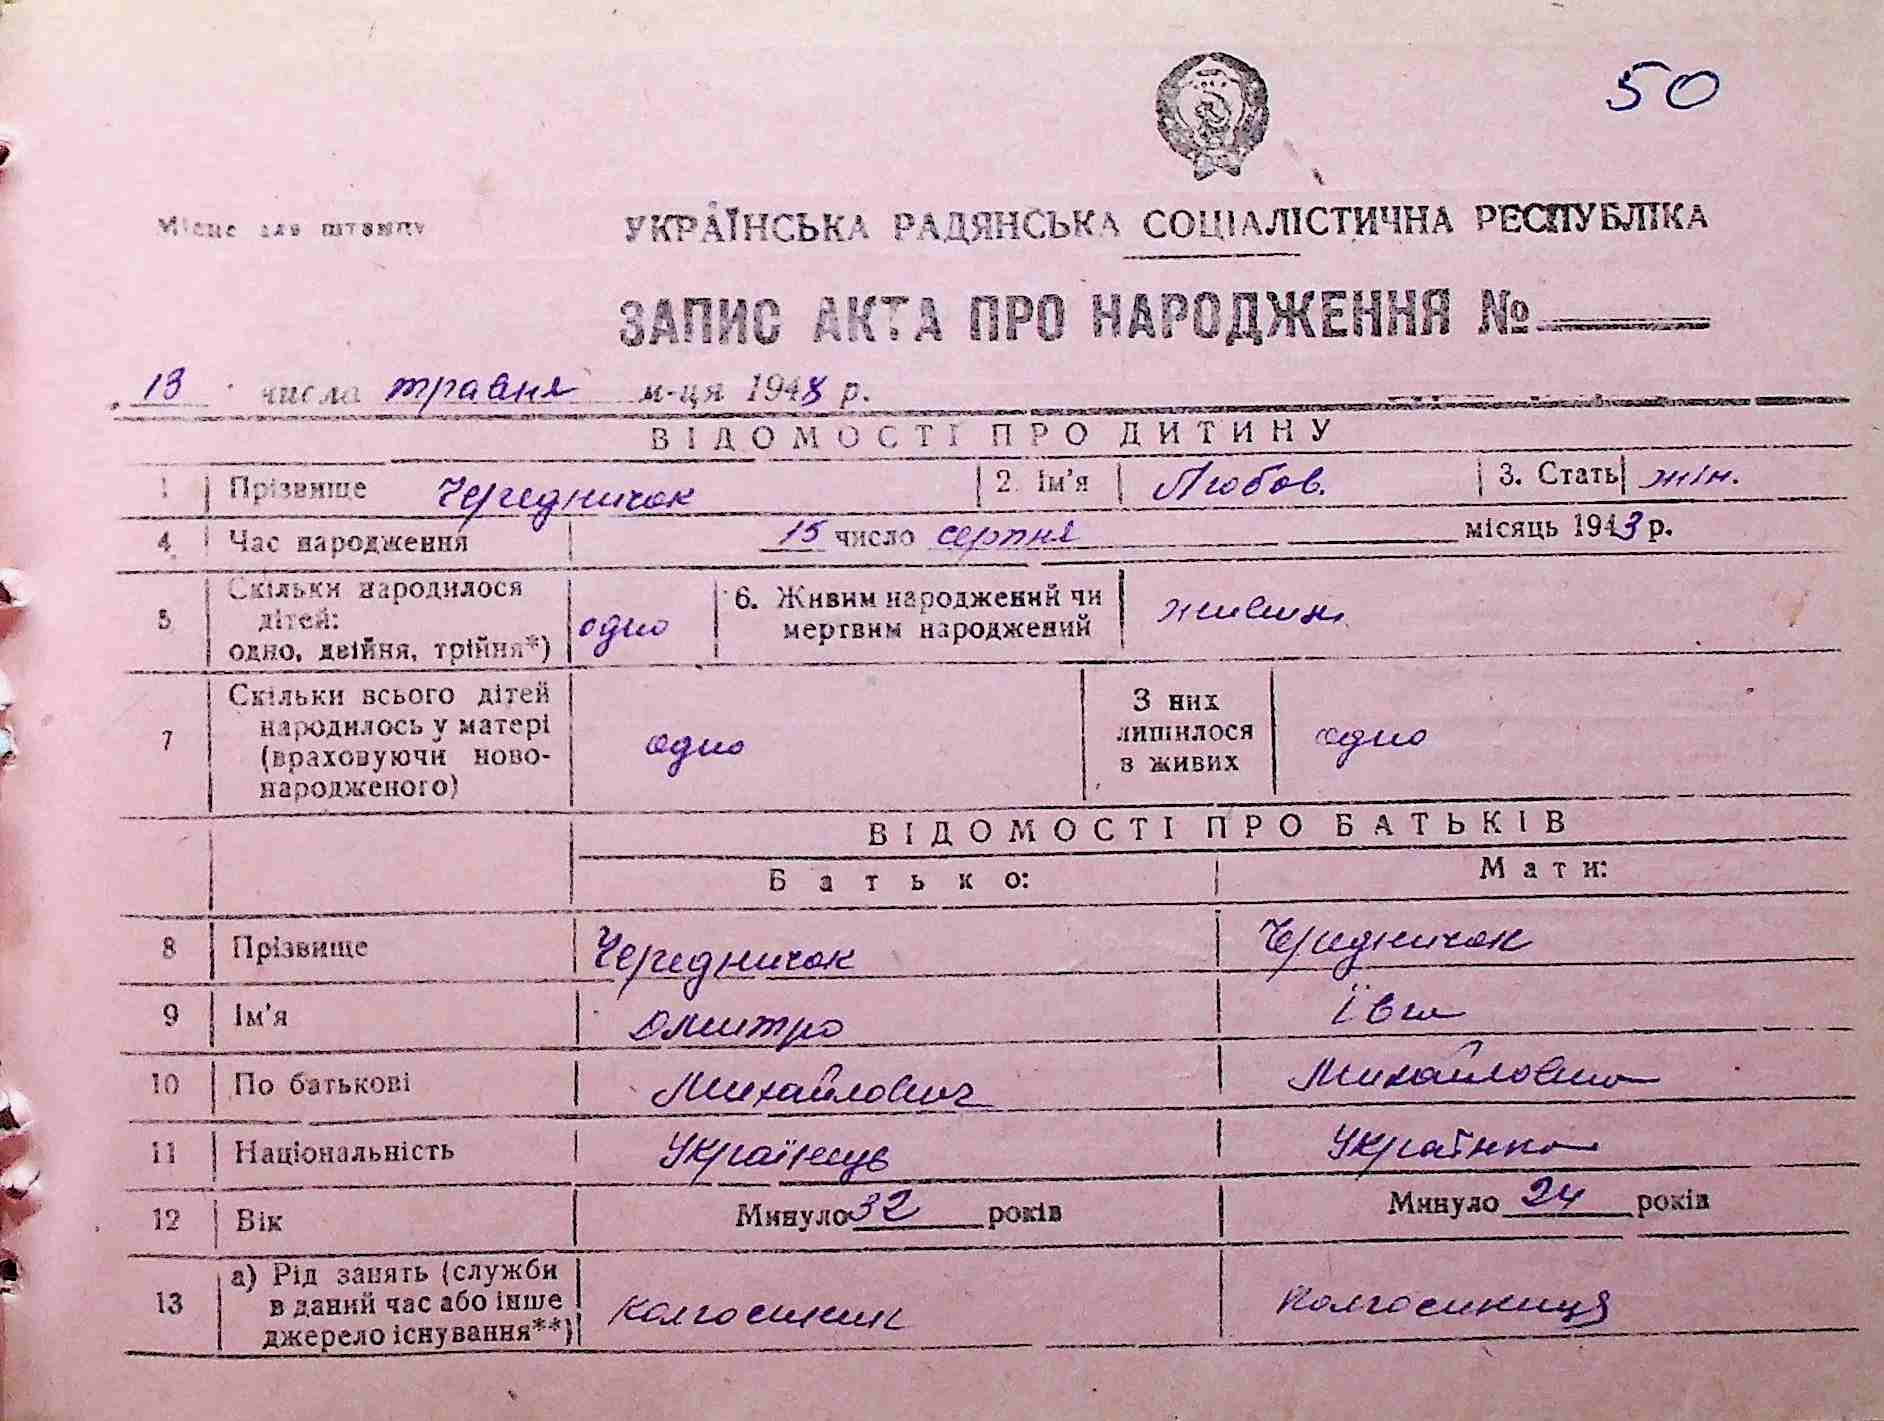 50
Місце для штампу
УКРАЇНСЬКА РАДЯНСЬКА СОЦІАЛІСТИЧНА РЕСПУБЛІКА
ЗАПИС АКТА ПРО НАРОДЖЕННЯ №
13 числа травня м-ця 1948 р.
ВІДОМОСТІ ПРО ДИТИНУ
1 Прізвище Чередничок 2. Ім'я Любов. 3. Стать жін.
4 Час народження 15 число серпня місяць 1943 р.
5 Скільки народилося дітей: одно, двійня, трійня*) одно 6. Живим народжений чи мертвим народжений живим
7 Скільки всього дітей народилось у матері (враховуючи ново-народженого) одно З них лишилося в живих одно
ВІДОМОСТІ ПРО БАТЬКІВ
Батько: Мати:
8 Прізвище Чередничок Чередничок
9 Ім'я Дмитро Ївга
10 По батькові Михайлович Михайловна
11 Національність Українець Українка
12 Вік Минуло 32 років Минуло 24 років
13 а) Рід занять (служби в даний час або інше джерело існування**) колгоспник колгоспниця